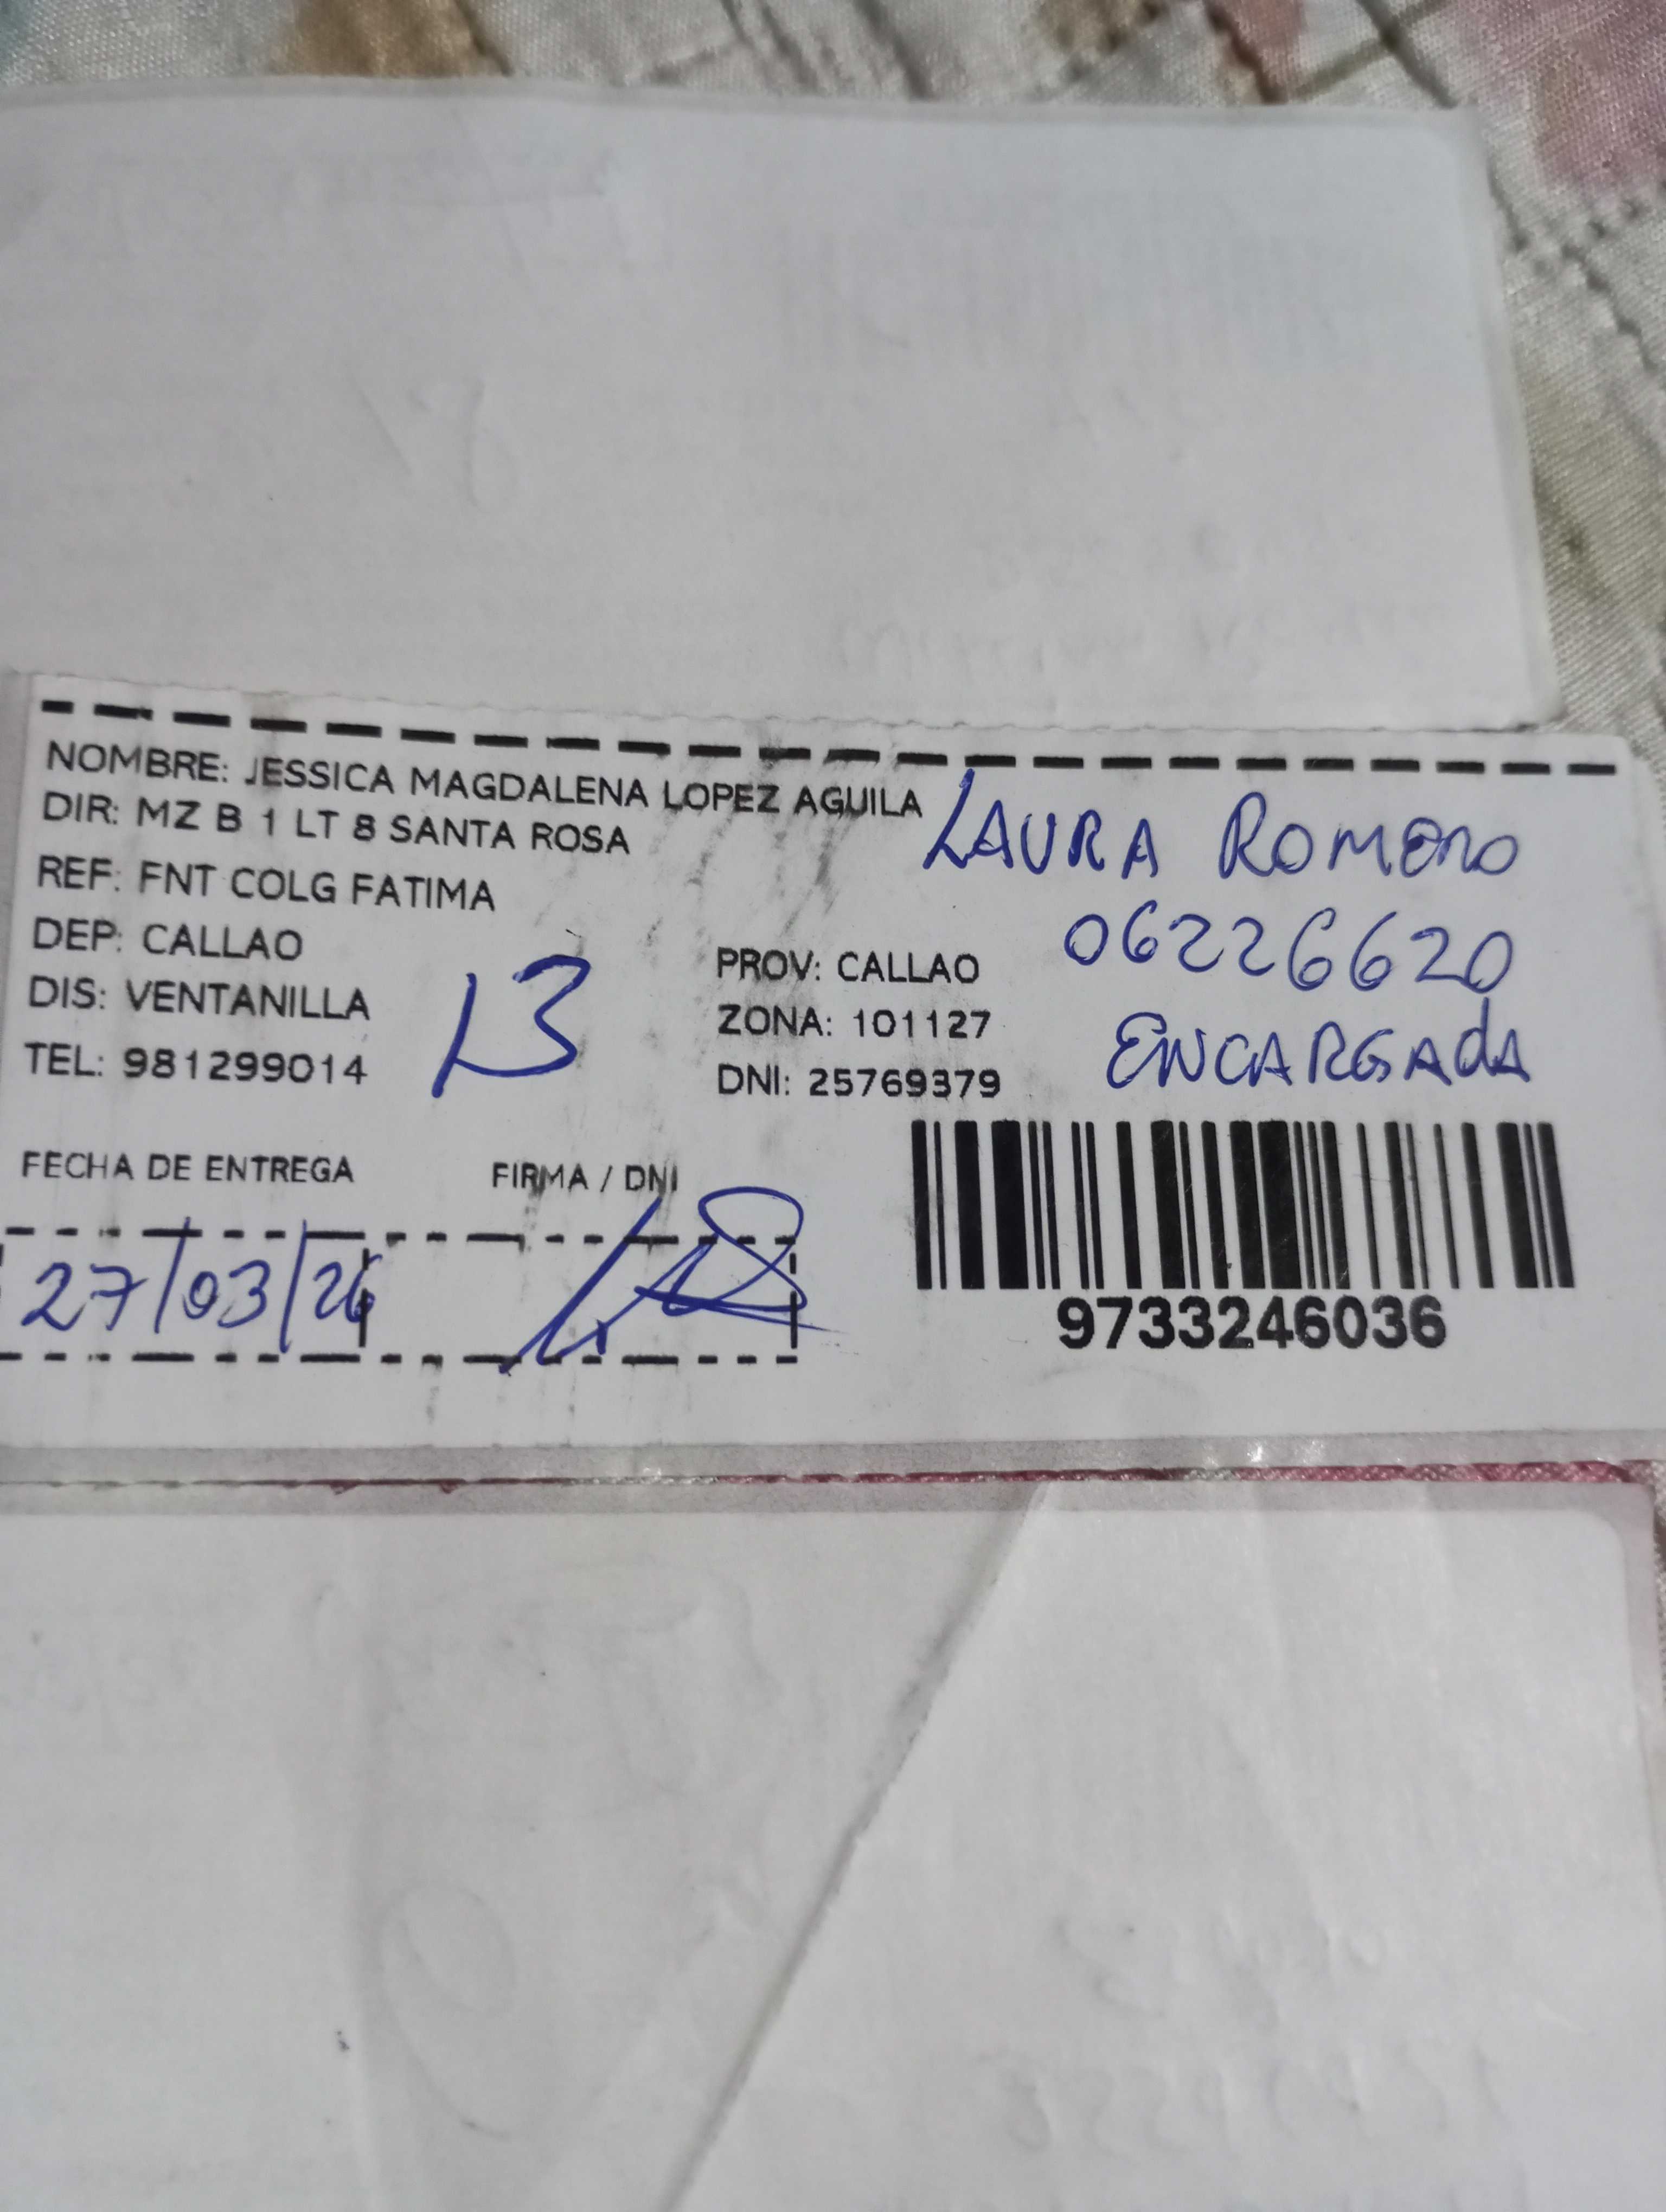 NOMBRE: JESSICA MAGDALENA LOPEZ AGUILA
DIR: MZ B 1 LT 8 SANTA ROSA
LAURA ROMERO
REF: FNT COLG FATIMA
DEP: CALLAO
PROV: CALLAO
06226620
DIS: VENTANILLA
13
ZONA: 101127
ENCARGADA
TEL: 981299014
DNI: 25769379
FECHA DE ENTREGA
FIRMA / DNI
27/03/26
9733246036